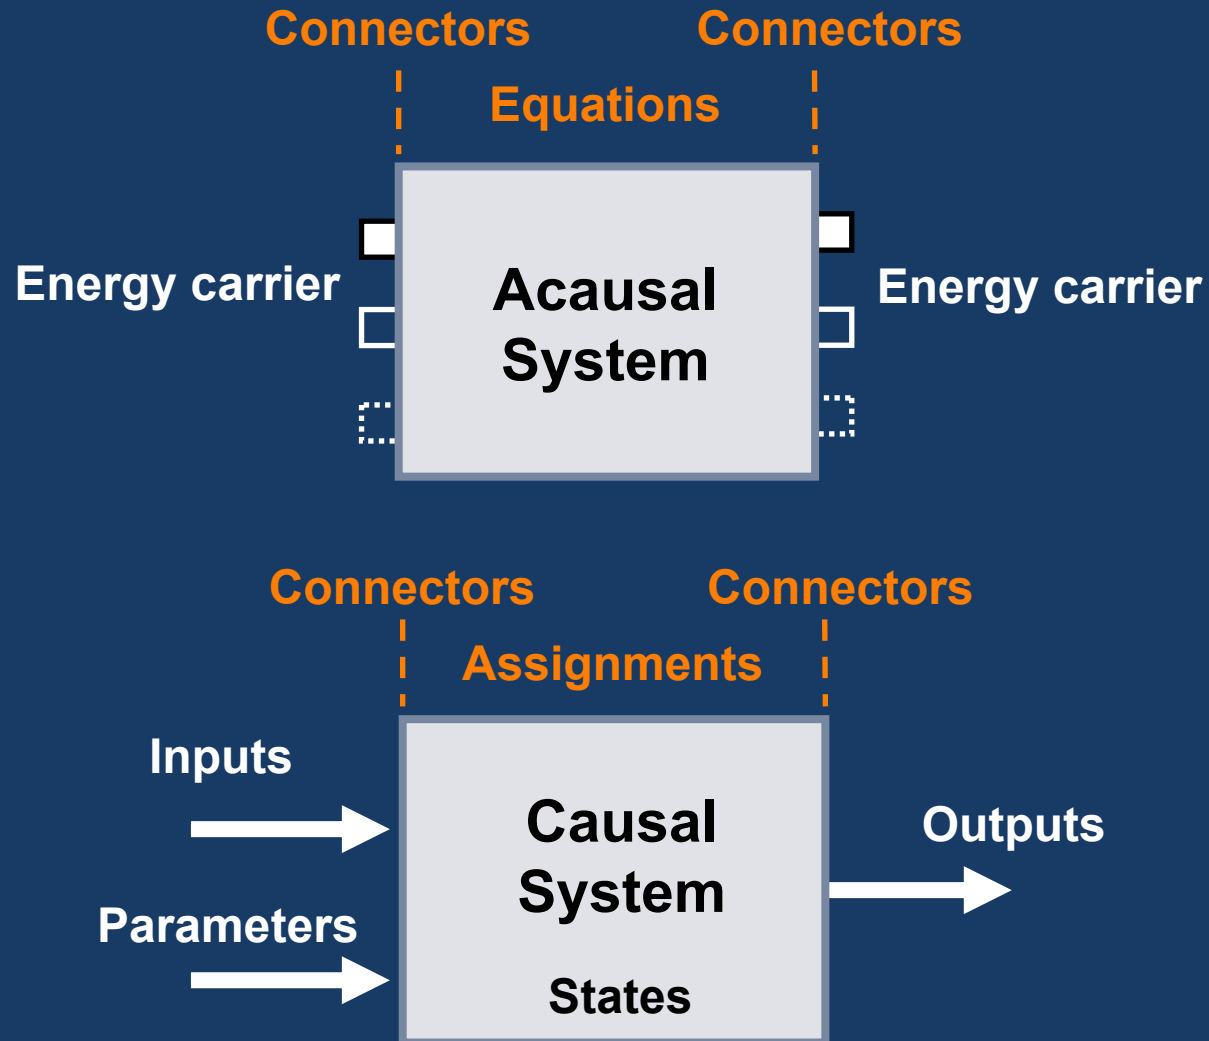 Connectors Connectors
Equations
Energy carrier
Acausal
System
Energy carrier
Connectors Connectors
Assignments
Inputs
Parameters
Causal
System
States
Outputs